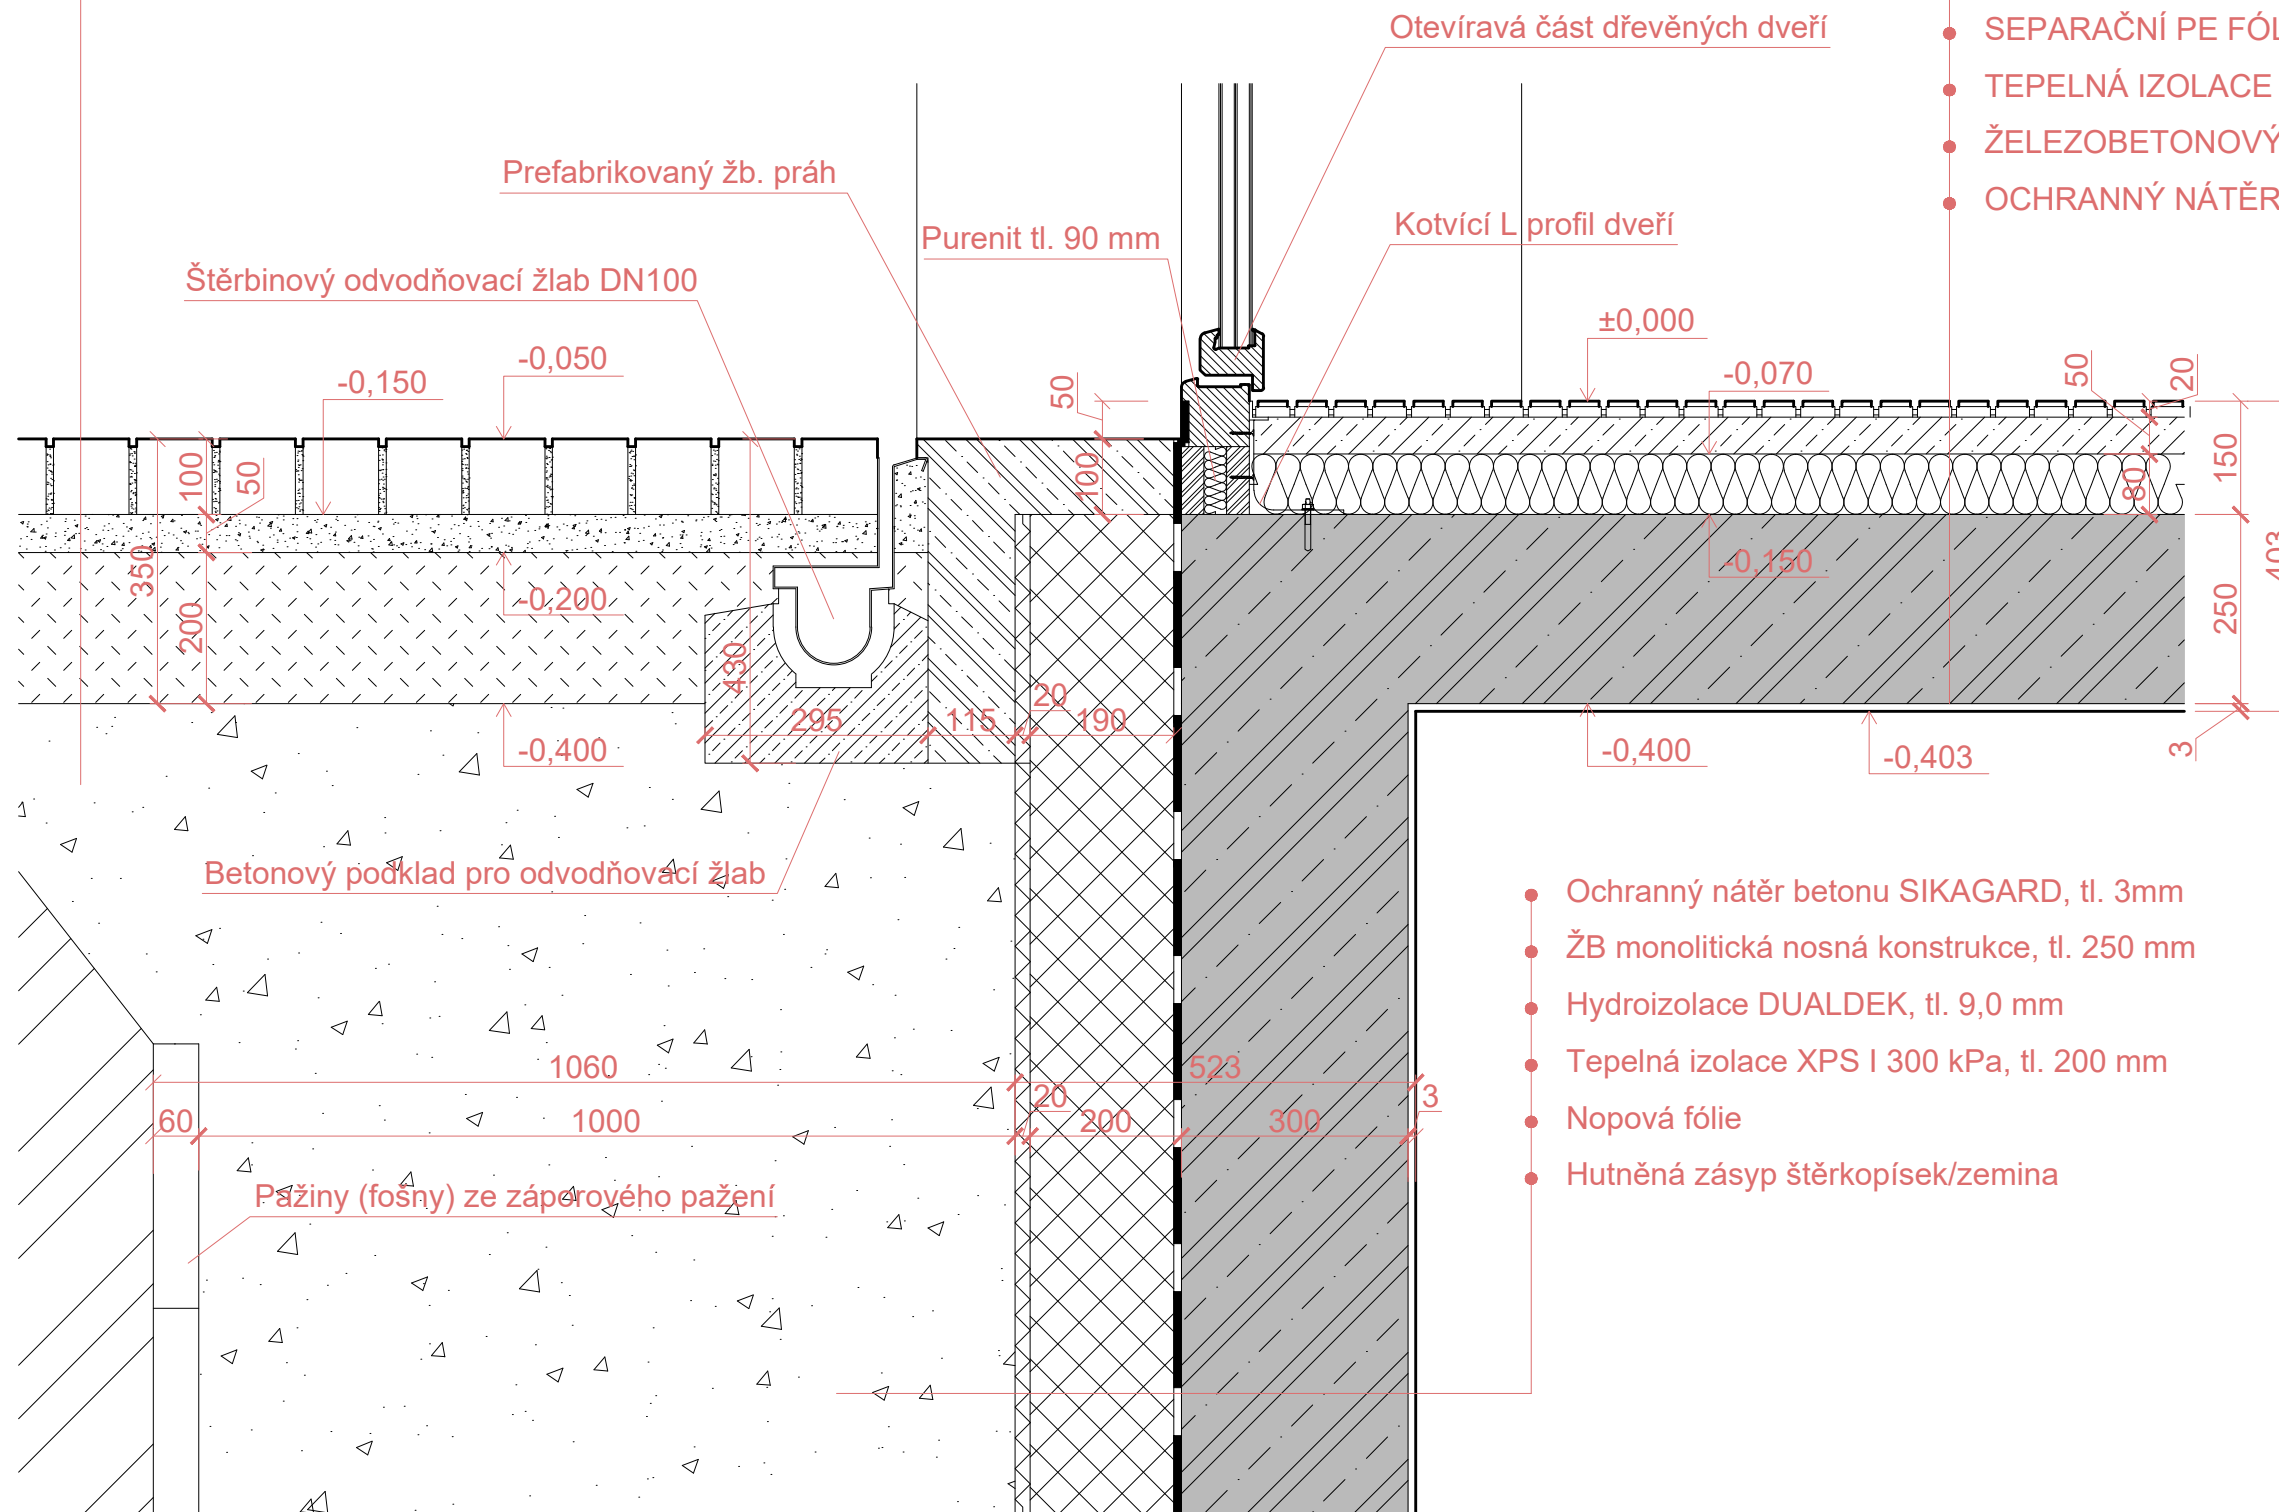 Otevíravá část dřevěných dveří
SEPARAČNÍ PE FÓL
TEPELNÁ IZOLACE
ŽELEZOBETONOVÝ
OCHRANNÝ NÁTĚR
Prefabrikovaný žb. práh
Purenit tl. 90 mm
Kotvící L profil dveří
Štěrbinový odvodňovací žlab DN100
±0,000
-0,050
-0,150
-0,070
50
50
20
100
50
100
80
150
350
200
-0,200
-0,150
403
250
430
20
295
115
190
-0,400
-0,400
-0,403
3
Betonový podklad pro odvodňovací žlab
Ochranný nátěr betonu SIKAGARD, tl. 3mm
ŽB monolitická nosná konstrukce, tl. 250 mm
Hydroizolace DUALDEK, tl. 9,0 mm
Tepelná izolace XPS I 300 kPa, tl. 200 mm
Nopová fólie
Hutněná zásyp štěrkopísek/zemina
1060
523
60
1000
20
200
300
3
Pažiny (fošny) ze záporového pažení